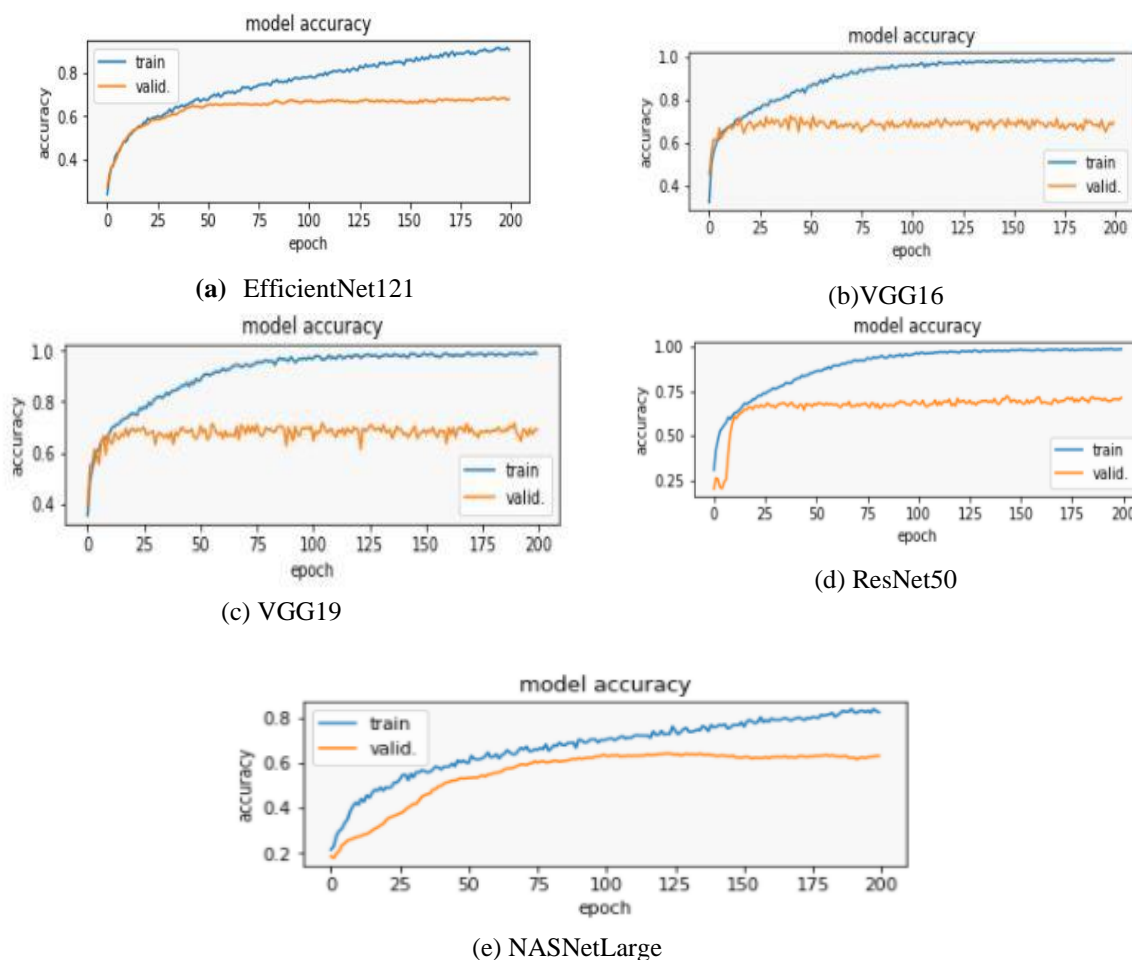 model accuracy
train
valid.
accuracy
0.8
0.6
0.4
0 25 50 75 100 125 150 175 200
epoch
(a) EfficientNet121
model accuracy
1.0
0.8
0.6
0.4
accuracy
train
valid.
0 25 50 75 100 125 150 175 200
epoch
(b)VGG16
model accuracy
1.0
0.8
0.6
0.4
accuracy
train
valid.
0 25 50 75 100 125 150 175 200
epoch
(c) VGG19
model accuracy
1.00
0.75
0.50
0.25
accuracy
train
valid.
0 25 50 75 100 125 150 175 200
epoch
(d) ResNet50
model accuracy
train
valid.
accuracy
0.8
0.6
0.4
0.2
0 25 50 75 100 125 150 175 200
epoch
(e) NASNetLarge